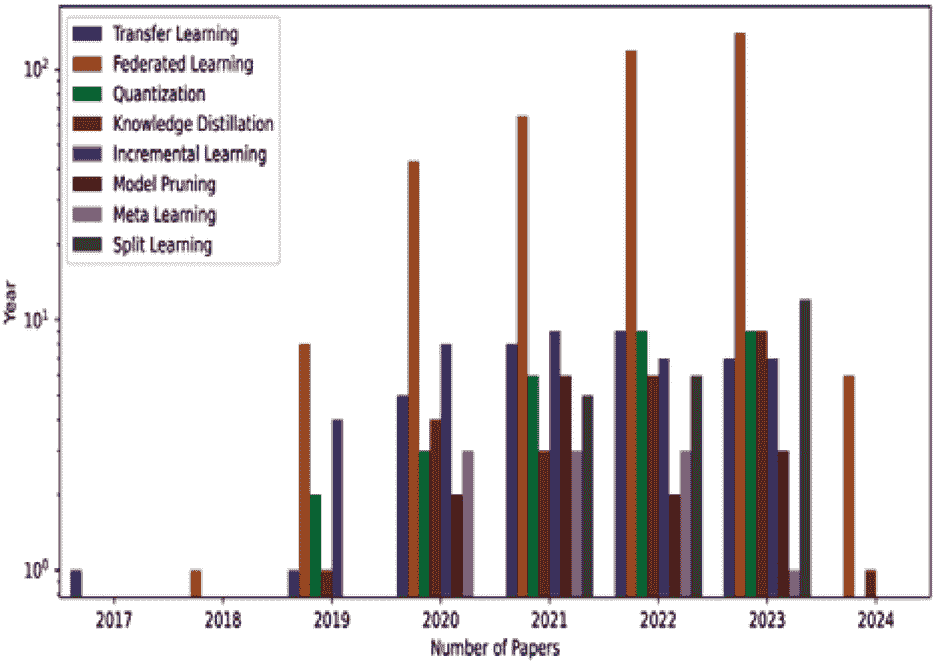 Transfer Learning
Federated Learning
Quantization
Knowledge Distillation
Incremental Learning
Model Pruning
Meta Learning
Split Learning
10²
10¹
10⁰
Year
2017 2018 2019 2020 2021 2022 2023 2024
Number of Papers